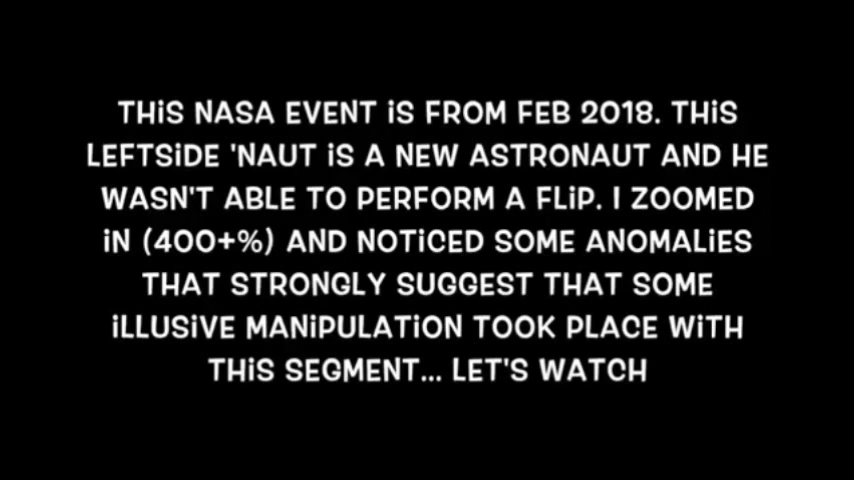 THiS NASA EVENT iS FROM FEB 2018. THiS
LEFTSiDE 'NAUT iS A NEW ASTRONAUT AND HE
WASN'T ABLE TO PERFORM A FLiP. I ZOOMED
iN (400+%) AND NOTiCED SOME ANOMALiES
THAT STRONGLY SUGGEST THAT SOME
iLLUSiVE MANiPULATiON TOOK PLACE WiTH
THiS SEGMENT... LET'S WATCH